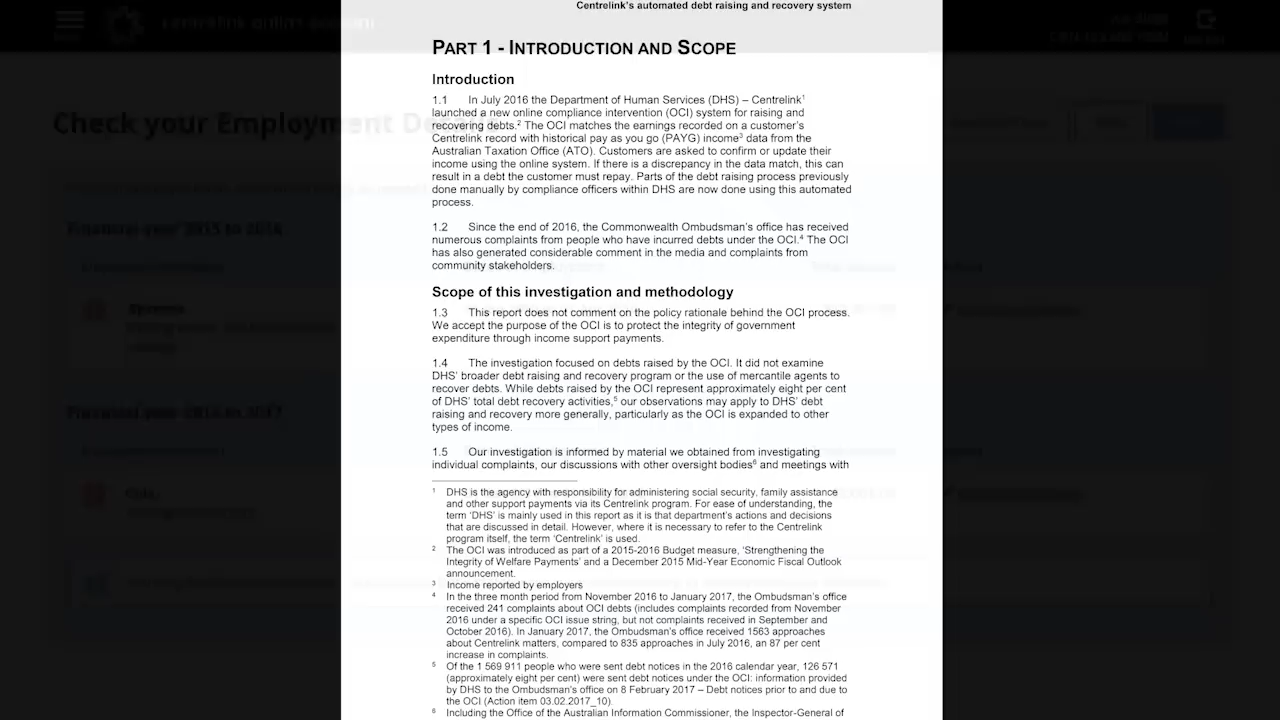 Centrelink's automated debt raising and recovery system
PART 1 - INTRODUCTION AND SCOPE
Introduction
1.1 In July 2016 the Department of Human Services (DHS) – Centrelink1
launched a new online compliance intervention (OCI) system for raising and
recovering debts.2 The OCI matches the earnings recorded on a customer's
Centrelink record with historical pay as you go (PAYG) income3 data from the
Australian Taxation Office (ATO). Customers are asked to confirm or update their
income using the online system. If there is a discrepancy in the data match, this can
result in a debt the customer must repay. Parts of the debt raising process previously
done manually by compliance officers within DHS are now done using this automated
process.
1.2 Since the end of 2016, the Commonwealth Ombudsman's office has received
numerous complaints from people who have incurred debts under the OCI.4 The OCI
has also generated considerable comment in the media and complaints from
community stakeholders.
Scope of this investigation and methodology
1.3 This report does not comment on the policy rationale behind the OCI process.
We accept the purpose of the OCI is to protect the integrity of government
expenditure through income support payments.
1.4 The investigation focused on debts raised by the OCI. It did not examine
DHS' broader debt raising and recovery program or the use of mercantile agents to
recover debts. While debts raised by the OCI represent approximately eight per cent
of DHS' total debt recovery activities,5 our observations may apply to DHS' debt
raising and recovery more generally, particularly as the OCI is expanded to other
types of income.
1.5 Our investigation is informed by material we obtained from investigating
individual complaints, our discussions with other oversight bodies6 and meetings with
1 DHS is the agency with responsibility for administering social security, family assistance
and other support payments via its Centrelink program. For ease of understanding, the
term 'DHS' is mainly used in this report as it is that department's actions and decisions
that are discussed in detail. However, where it is necessary to refer to the Centrelink
program itself, the term 'Centrelink' is used.
2 The OCI was introduced as part of a 2015-2016 Budget measure, 'Strengthening the
Integrity of Welfare Payments' and a December 2015 Mid-Year Economic Fiscal Outlook
announcement.
3 Income reported by employers
4 In the three month period from November 2016 to January 2017, the Ombudsman's office
received 241 complaints about OCI debts (includes complaints recorded from November
2016 under a specific OCI issue string, but not complaints received in September and
October 2016). In January 2017, the Ombudsman's office received 1563 approaches
about Centrelink matters, compared to 835 approaches in July 2016, an 87 per cent
increase in complaints.
5 Of the 1 569 911 people who were sent debt notices in the 2016 calendar year, 126 571
(approximately eight per cent) were sent debt notices under the OCI: information provided
by DHS to the Ombudsman's office on 8 February 2017 – Debt notices prior to and due to
the OCI (Action item 03.02.2017_10).
6 Including the Office of the Australian Information Commissioner, the Inspector-General of
Check your Employment